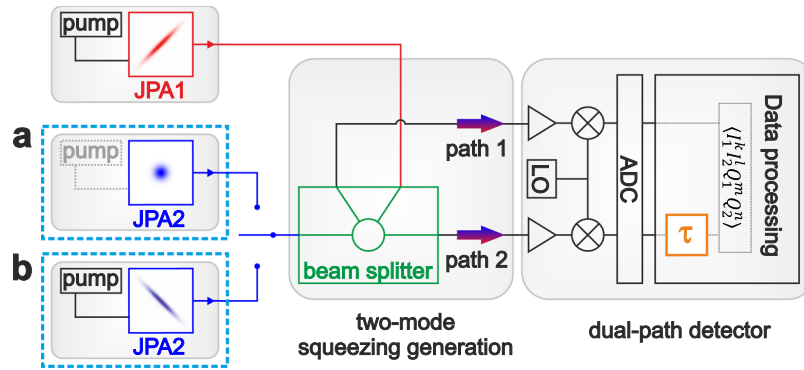 pump
JPA1
a
pump
JPA2
b
pump
JPA2
path 1
path 2
beam splitter
two-mode
squeezing generation
LO
ADC
τ
⟨I₁ᵏI₂ˡQ₁ᵐQ₂ⁿ⟩
Data processing
dual-path detector